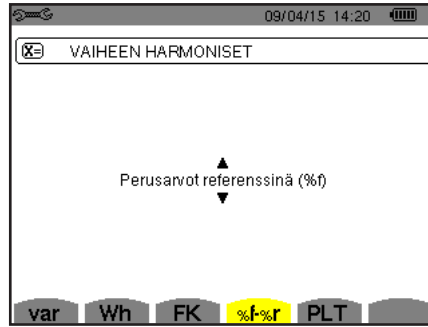 09/04/15 14:20
X= VAIHEEN HARMONISET
Perusarvot referenssinä (%f)
var Wh FK %f-%r PLT